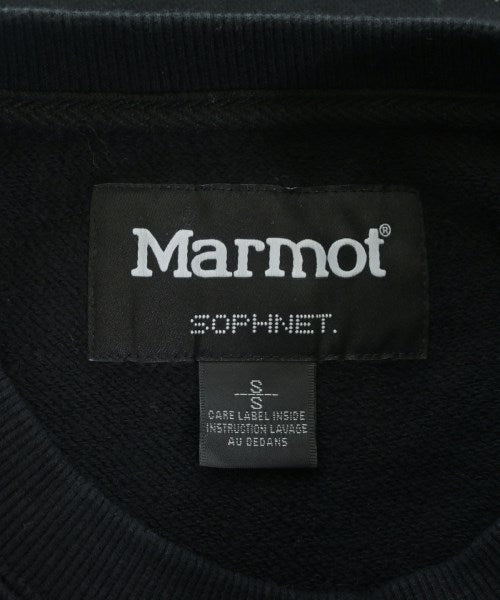 Marmot®
SOPHNET.
S
S
CARE LABEL INSIDE
INSTRUCTION LAVAGE
AU DEDANS